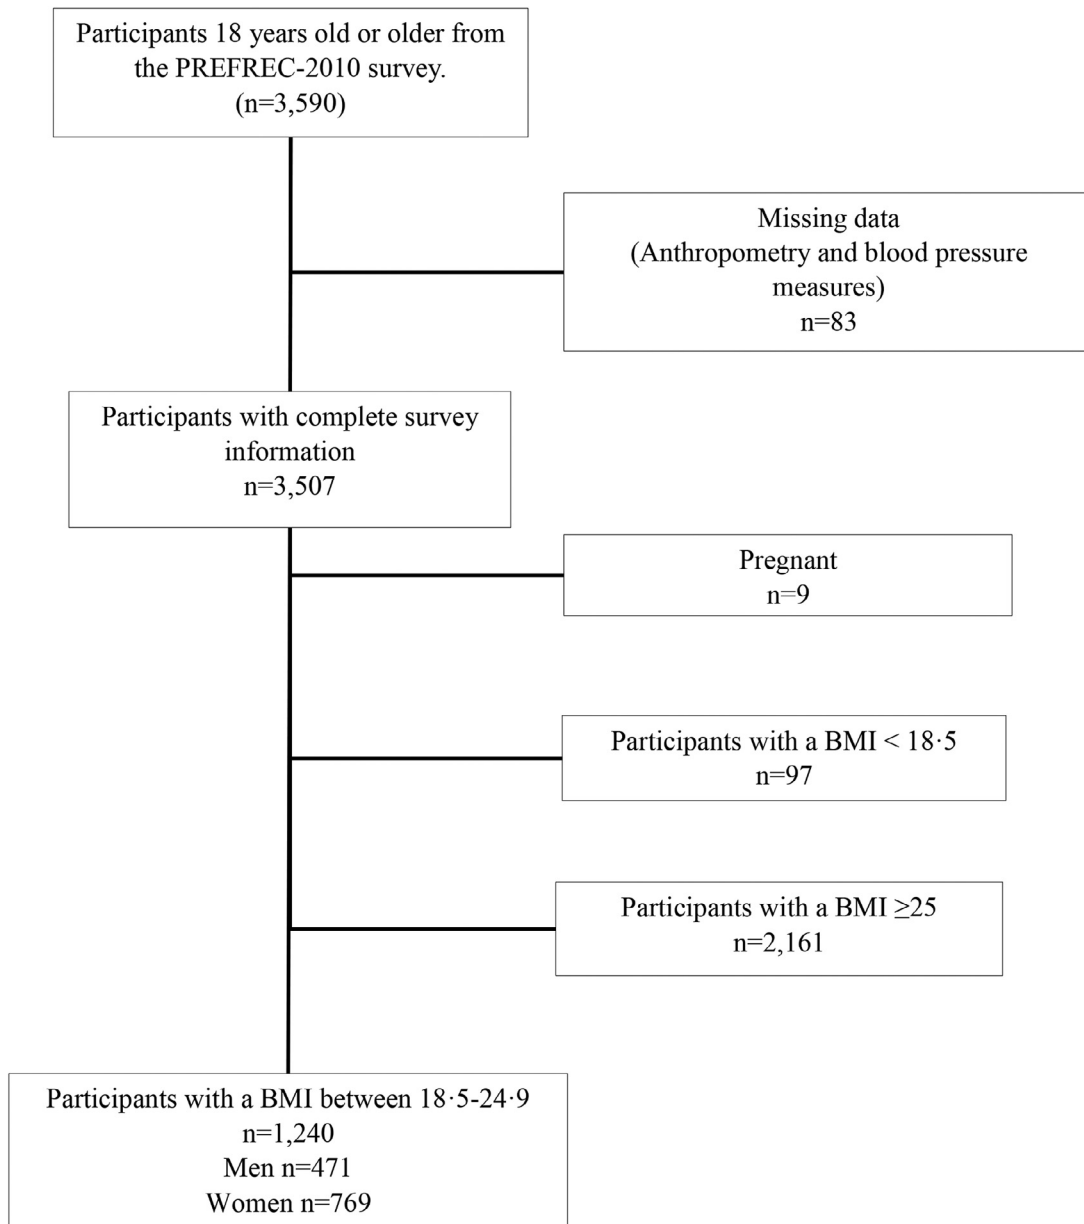 Participants 18 years old or older from
the PREFREC-2010 survey.
(n=3,590)
Missing data
(Anthropometry and blood pressure
measures)
n=83
Participants with complete survey
information
n=3,507
Pregnant
n=9
Participants with a BMI < 18·5
n=97
Participants with a BMI ≥25
n=2,161
Participants with a BMI between 18·5-24·9
n=1,240
Men n=471
Women n=769